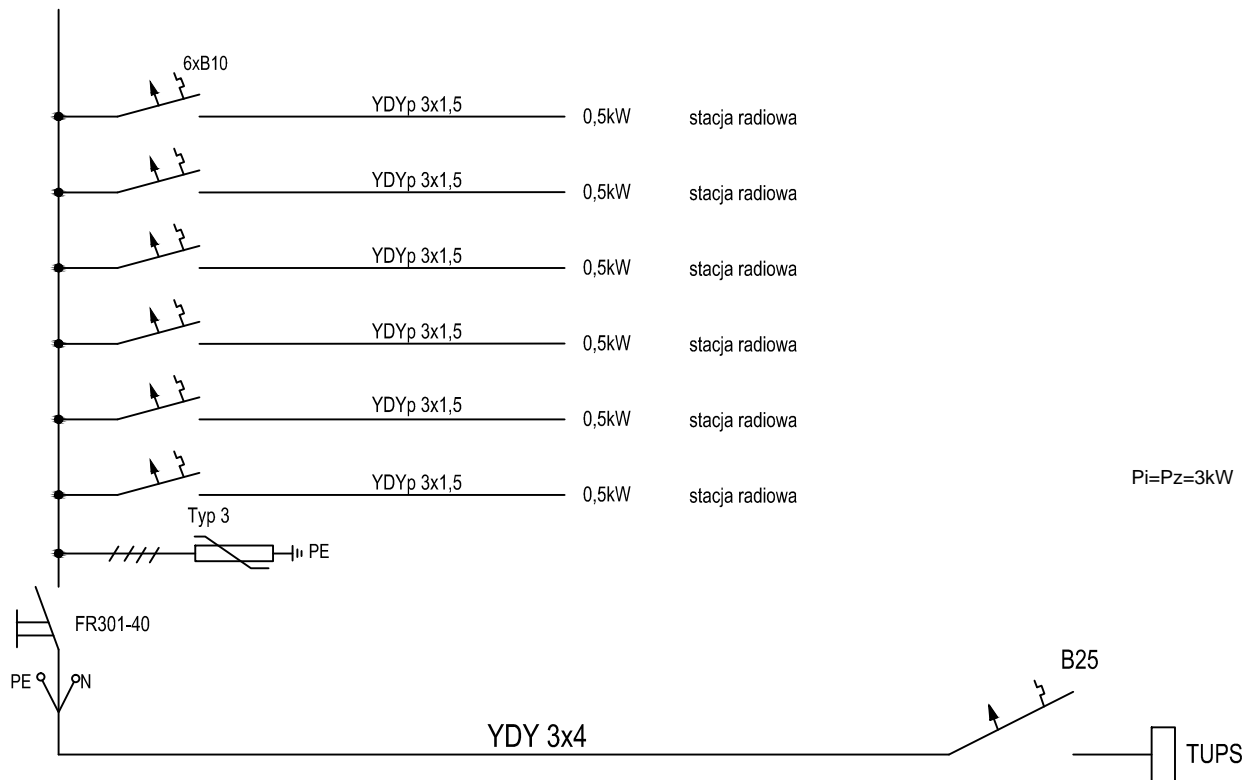 6xB10
YDYp 3x1,5 0,5kW stacja radiowa
YDYp 3x1,5 0,5kW stacja radiowa
YDYp 3x1,5 0,5kW stacja radiowa
YDYp 3x1,5 0,5kW stacja radiowa
YDYp 3x1,5 0,5kW stacja radiowa
YDYp 3x1,5 0,5kW stacja radiowa
Pi=Pz=3kW
Typ 3
PE
FR301-40
PE N
B25
YDY 3x4
TUPS